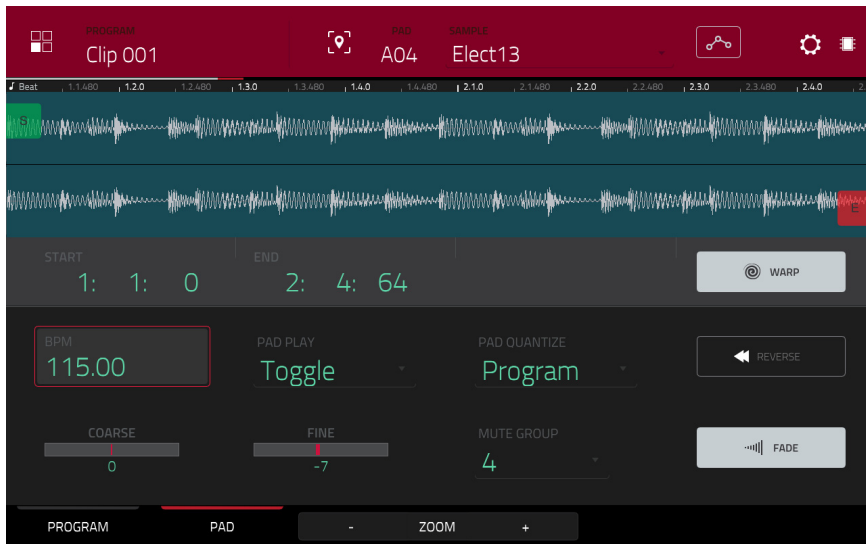 PROGRAM PAD SAMPLE
Clip 001 A04 Elect13
Beat 1.1.480 1.2.0 1.2.480 1.3.0 1.3.480 1.4.0 1.4.480 2.1.0 2.1.480 2.2.0 2.2.480 2.3.0 2.3.480 2.4.0 2.
S
E
START END
1: 1: 0 2: 4: 64
WARP
BPM PAD PLAY PAD QUANTIZE
115.00 Toggle Program
REVERSE
COARSE FINE MUTE GROUP
0 -7 4
FADE
PROGRAM PAD - ZOOM +